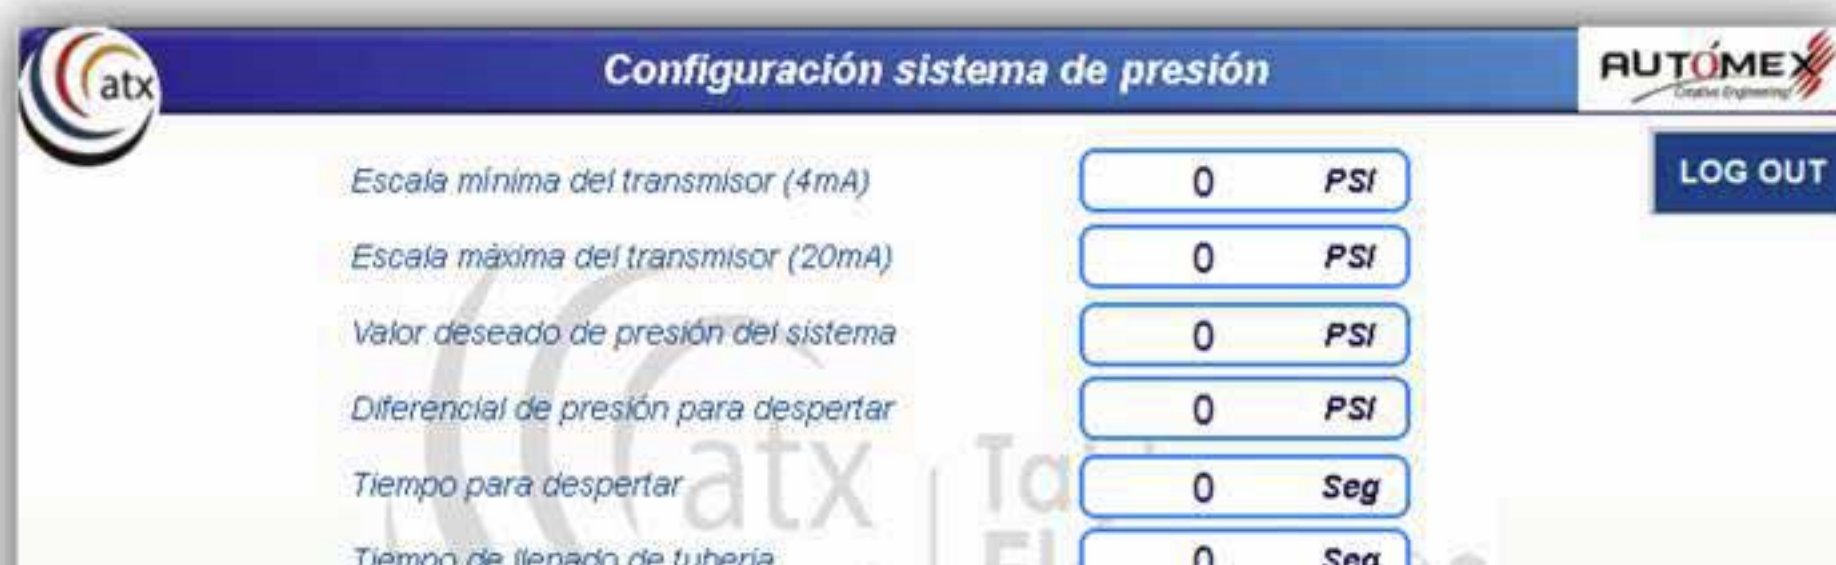 atx
Configuración sistema de presión
AUTÓMEX
Creative Engineering
LOG OUT
Escala mínima del transmisor (4mA) 0 PSI
Escala máxima del transmisor (20mA) 0 PSI
Valor deseado de presión del sistema 0 PSI
Diferencial de presión para despertar 0 PSI
Tiempo para despertar 0 Seg
Tiempo de llenado de tubería 0 Seg
atx